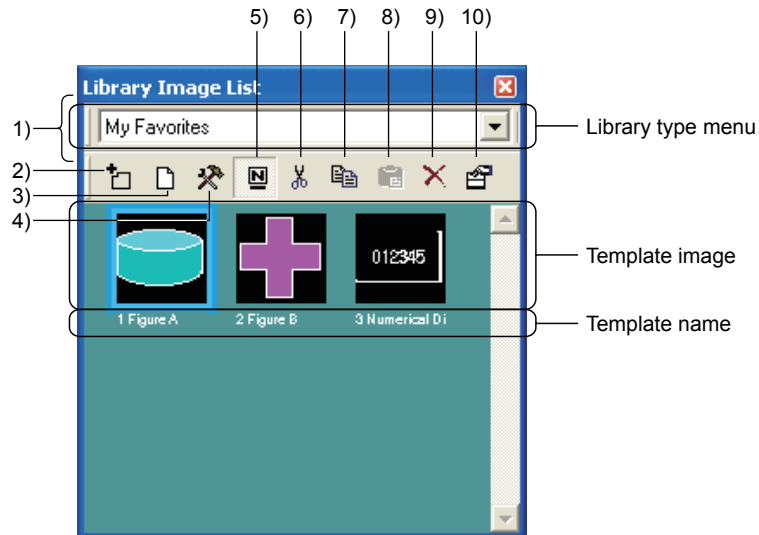 5) 6) 7) 8) 9) 10)
Library Image List
1)
My Favorites
Library type menu
2)
3)
4)
N
012345
Template image
1 Figure A 2 Figure B 3 Numerical Di
Template name